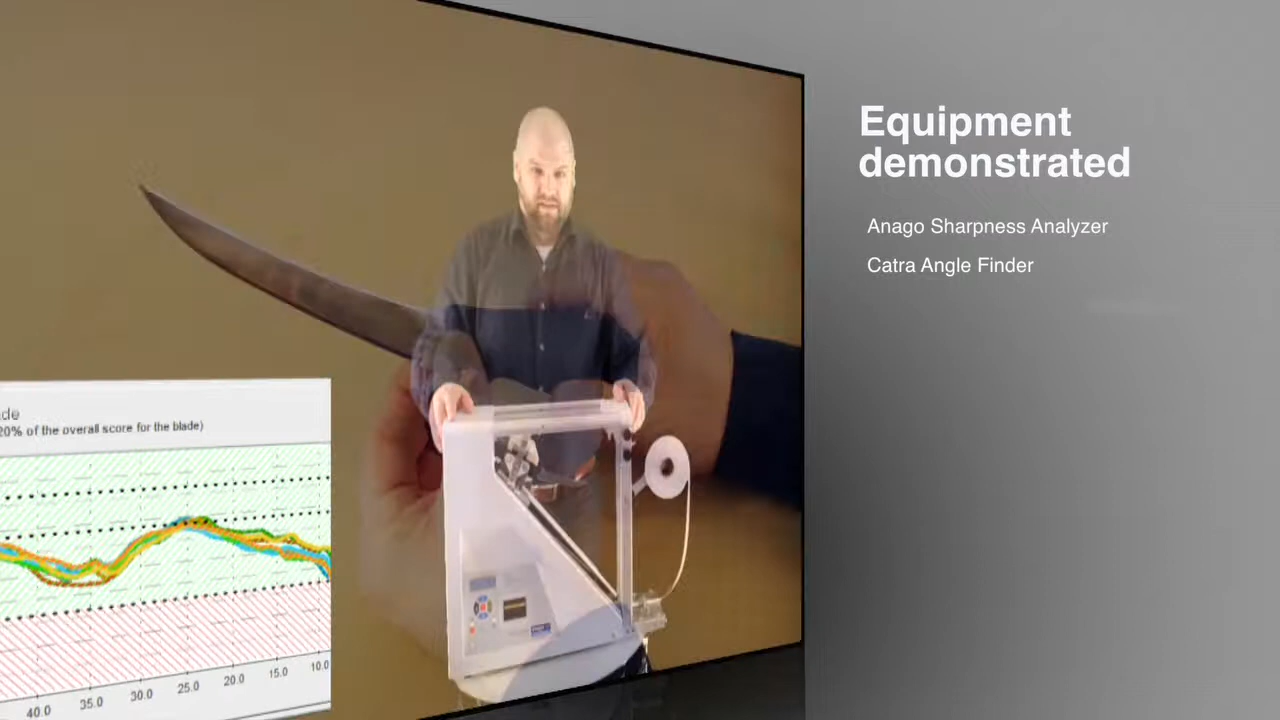 Equipment
demonstrated
Anago Sharpness Analyzer
Catra Angle Finder
20% of the overall score for the blade)
40.0 35.0 30.0 25.0 20.0 15.0 10.0